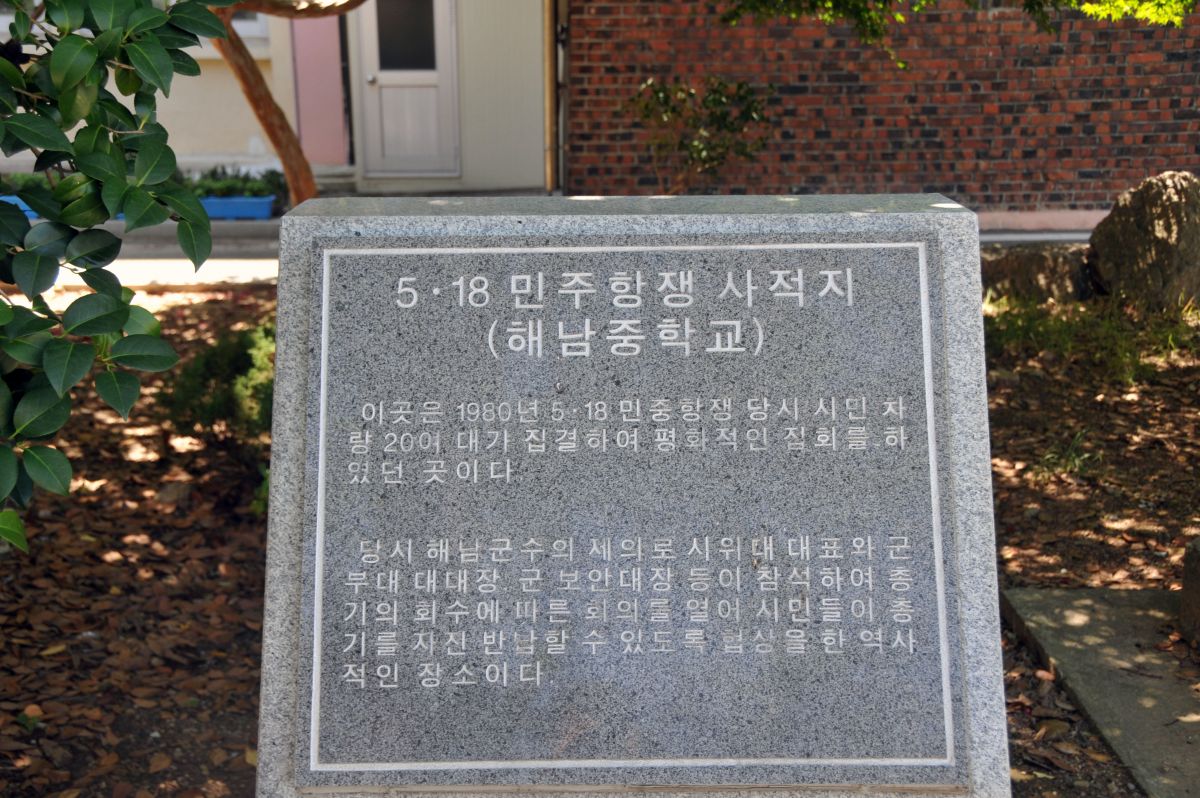 5·18 민주항쟁 사적지
(해남중학교)
이곳은 1980년 5·18 민중항쟁 당시 시민 차
량 20여 대가 집결하여 평화적인 집회를 하
였던 곳이다.
당시 해남군수의 제의로 시위대 대표와 군
부대 대대장, 군 보안대장 등이 참석하여 총
기의 회수에 따른 회의를 열어 시민들이 총
기를 자진 반납할 수 있도록 협상을 한 역사
적인 장소이다.